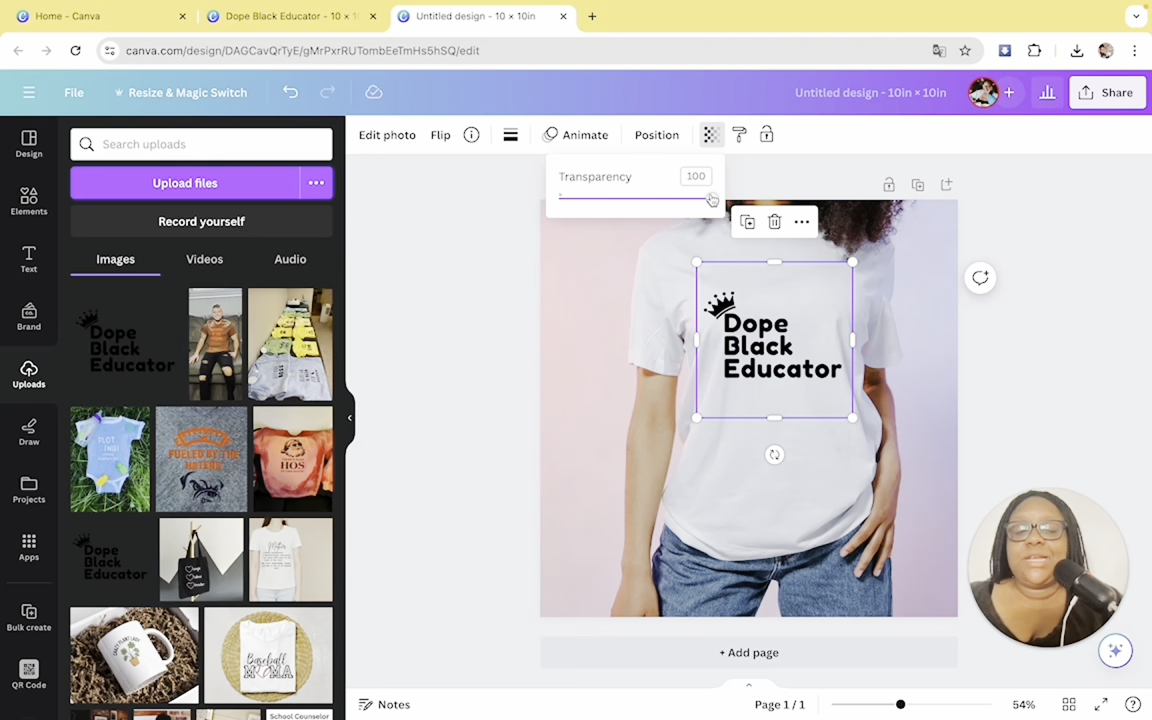 Home - Canva
Dope Black Educator - 10 × 1
Untitled design - 10 × 10in
canva.com/design/DAGCavQrTyE/gMrPxrRUTombEeTmHs5hSQ/edit
File
Resize & Magic Switch
Untitled design - 10in × 10in
Share
Design
Elements
Text
Brand
Uploads
Draw
Projects
Apps
Bulk create
QR Code
Search uploads
Upload files
Record yourself
Images
Videos
Audio
Dope
Black
Educator
PLOT
FUELED BY THE
HATERS
HOS
Dope
Black
Educator
Baseball
MAMA
School Counselor
Edit photo
Flip
Animate
Position
Transparency
100
Dope
Black
Educator
+ Add page
Notes
Page 1 / 1
54%